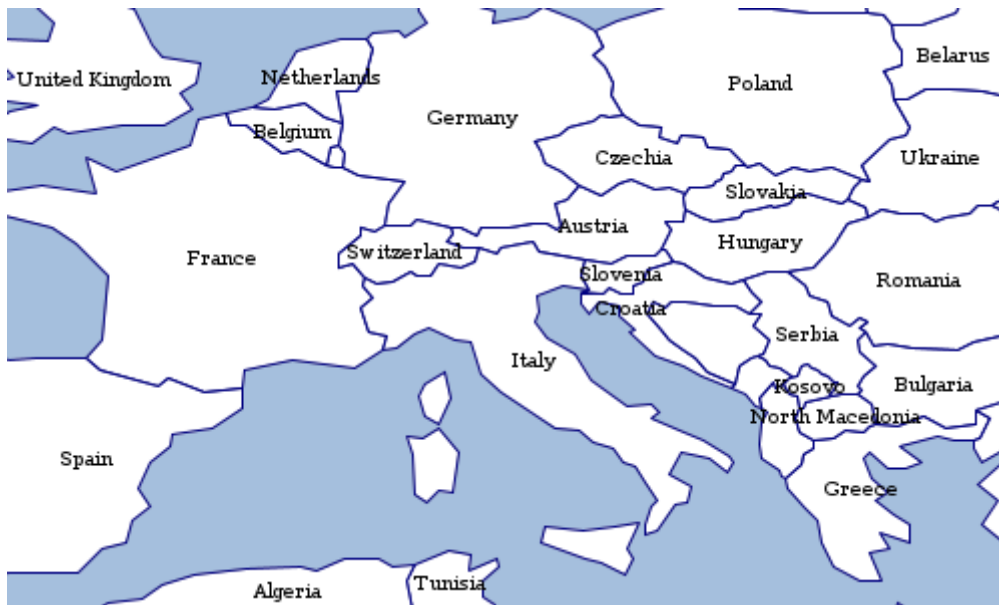 Belarus
United Kingdom
Netherlands
Poland
Germany
Belgium
Czechia
Ukraine
Slovakia
Austria
Hungary
Switzerland
France
Slovenia
Romania
Croatia
Serbia
Italy
Kosovo
Bulgaria
North Macedonia
Spain
Greece
Tunisia
Algeria